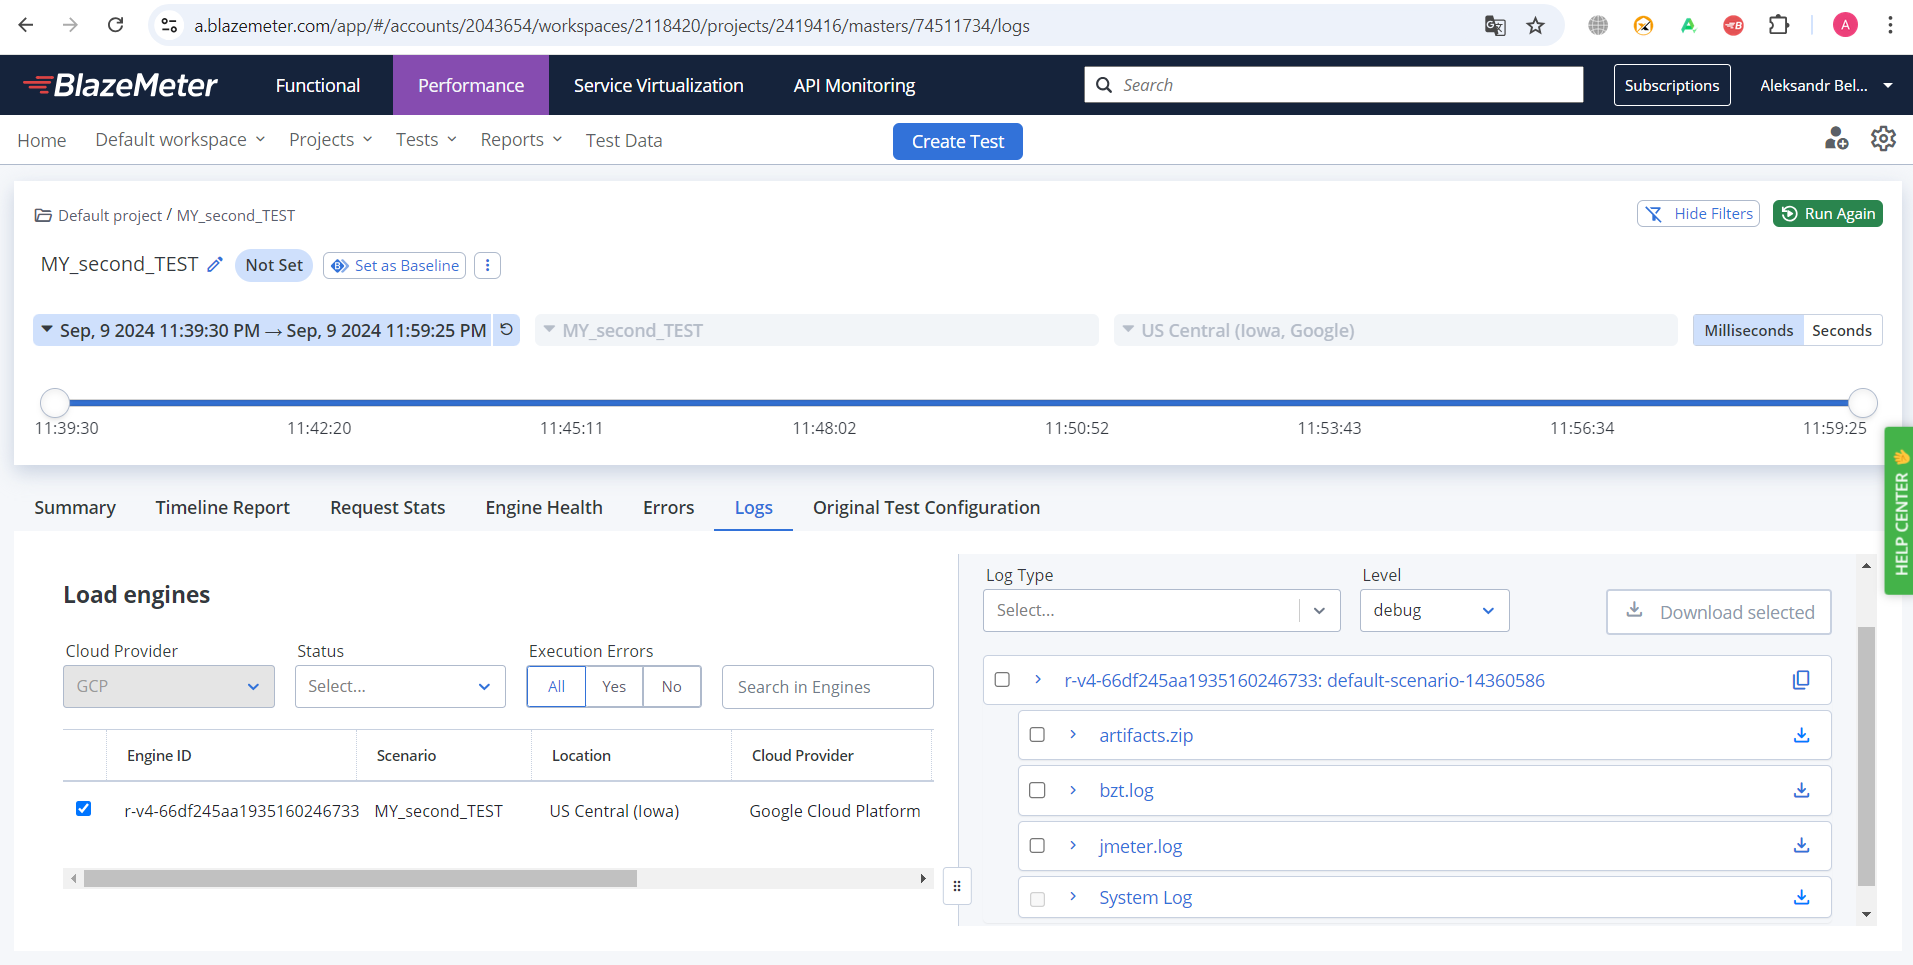 a.blazemeter.com/app/#/accounts/2043654/workspaces/2118420/projects/2419416/masters/74511734/logs
A
BlazeMeter
Functional
Performance
Service Virtualization
API Monitoring
Search
Subscriptions
Aleksandr Bel...
Home
Default workspace
Projects
Tests
Reports
Test Data
Create Test
Default project / MY_second_TEST
Hide Filters
Run Again
MY_second_TEST
Not Set
Set as Baseline
Sep, 9 2024 11:39:30 PM → Sep, 9 2024 11:59:25 PM
MY_second_TEST
US Central (Iowa, Google)
Milliseconds
Seconds
11:39:30
11:42:20
11:45:11
11:48:02
11:50:52
11:53:43
11:56:34
11:59:25
HELP CENTER
Summary
Timeline Report
Request Stats
Engine Health
Errors
Logs
Original Test Configuration
Load engines
Cloud Provider
GCP
Status
Select...
Execution Errors
All
Yes
No
Search in Engines
Engine ID
Scenario
Location
Cloud Provider
r-v4-66df245aa1935160246733
MY_second_TEST
US Central (Iowa)
Google Cloud Platform
Log Type
Select...
Level
debug
Download selected
r-v4-66df245aa1935160246733: default-scenario-14360586
artifacts.zip
bzt.log
jmeter.log
System Log